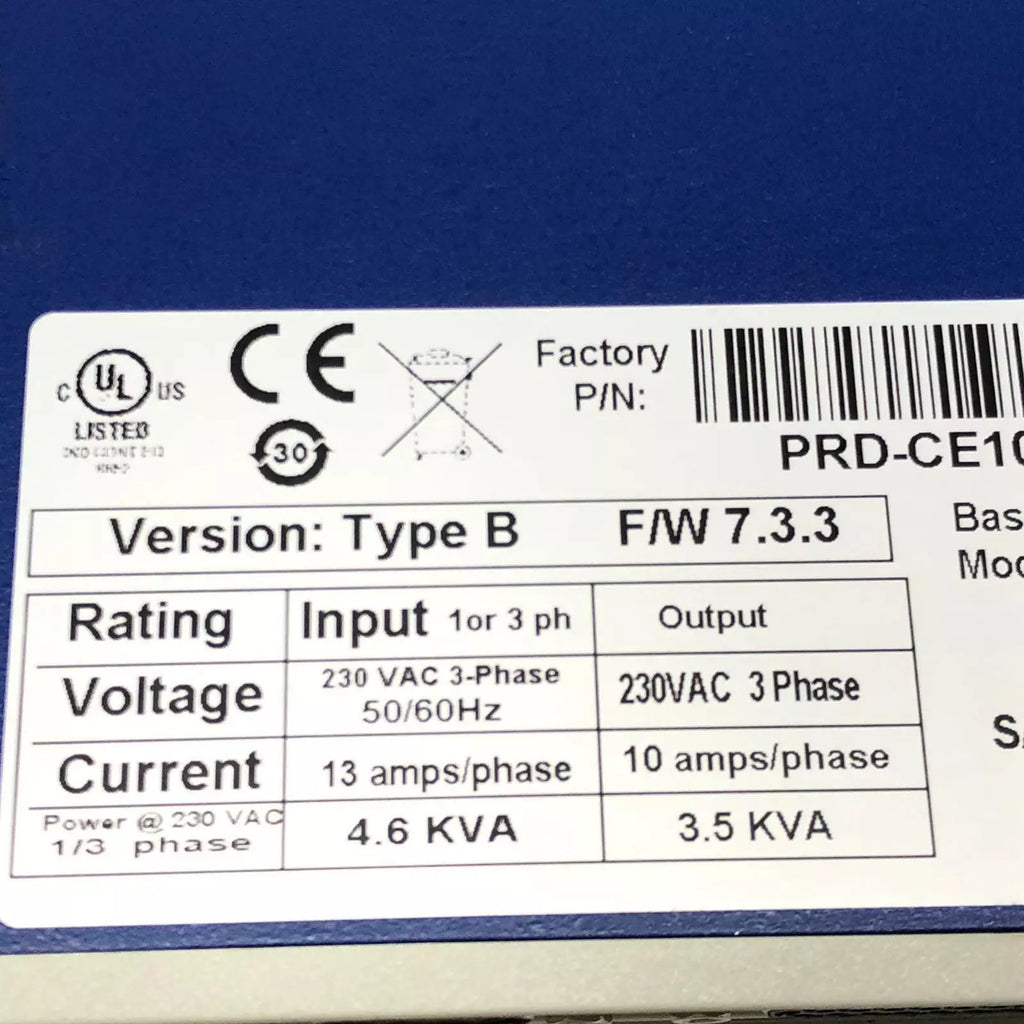 C UL US
LISTED
CE
30
Factory
P/N:
PRD-CE10
Version: Type B F/W 7.3.3
Bas
Moc
Rating Input 1or 3 ph Output
Voltage 230 VAC 3-Phase 230VAC 3 Phase
50/60Hz
S
Current 13 amps/phase 10 amps/phase
Power @ 230 VAC
1/3 phase 4.6 KVA 3.5 KVA